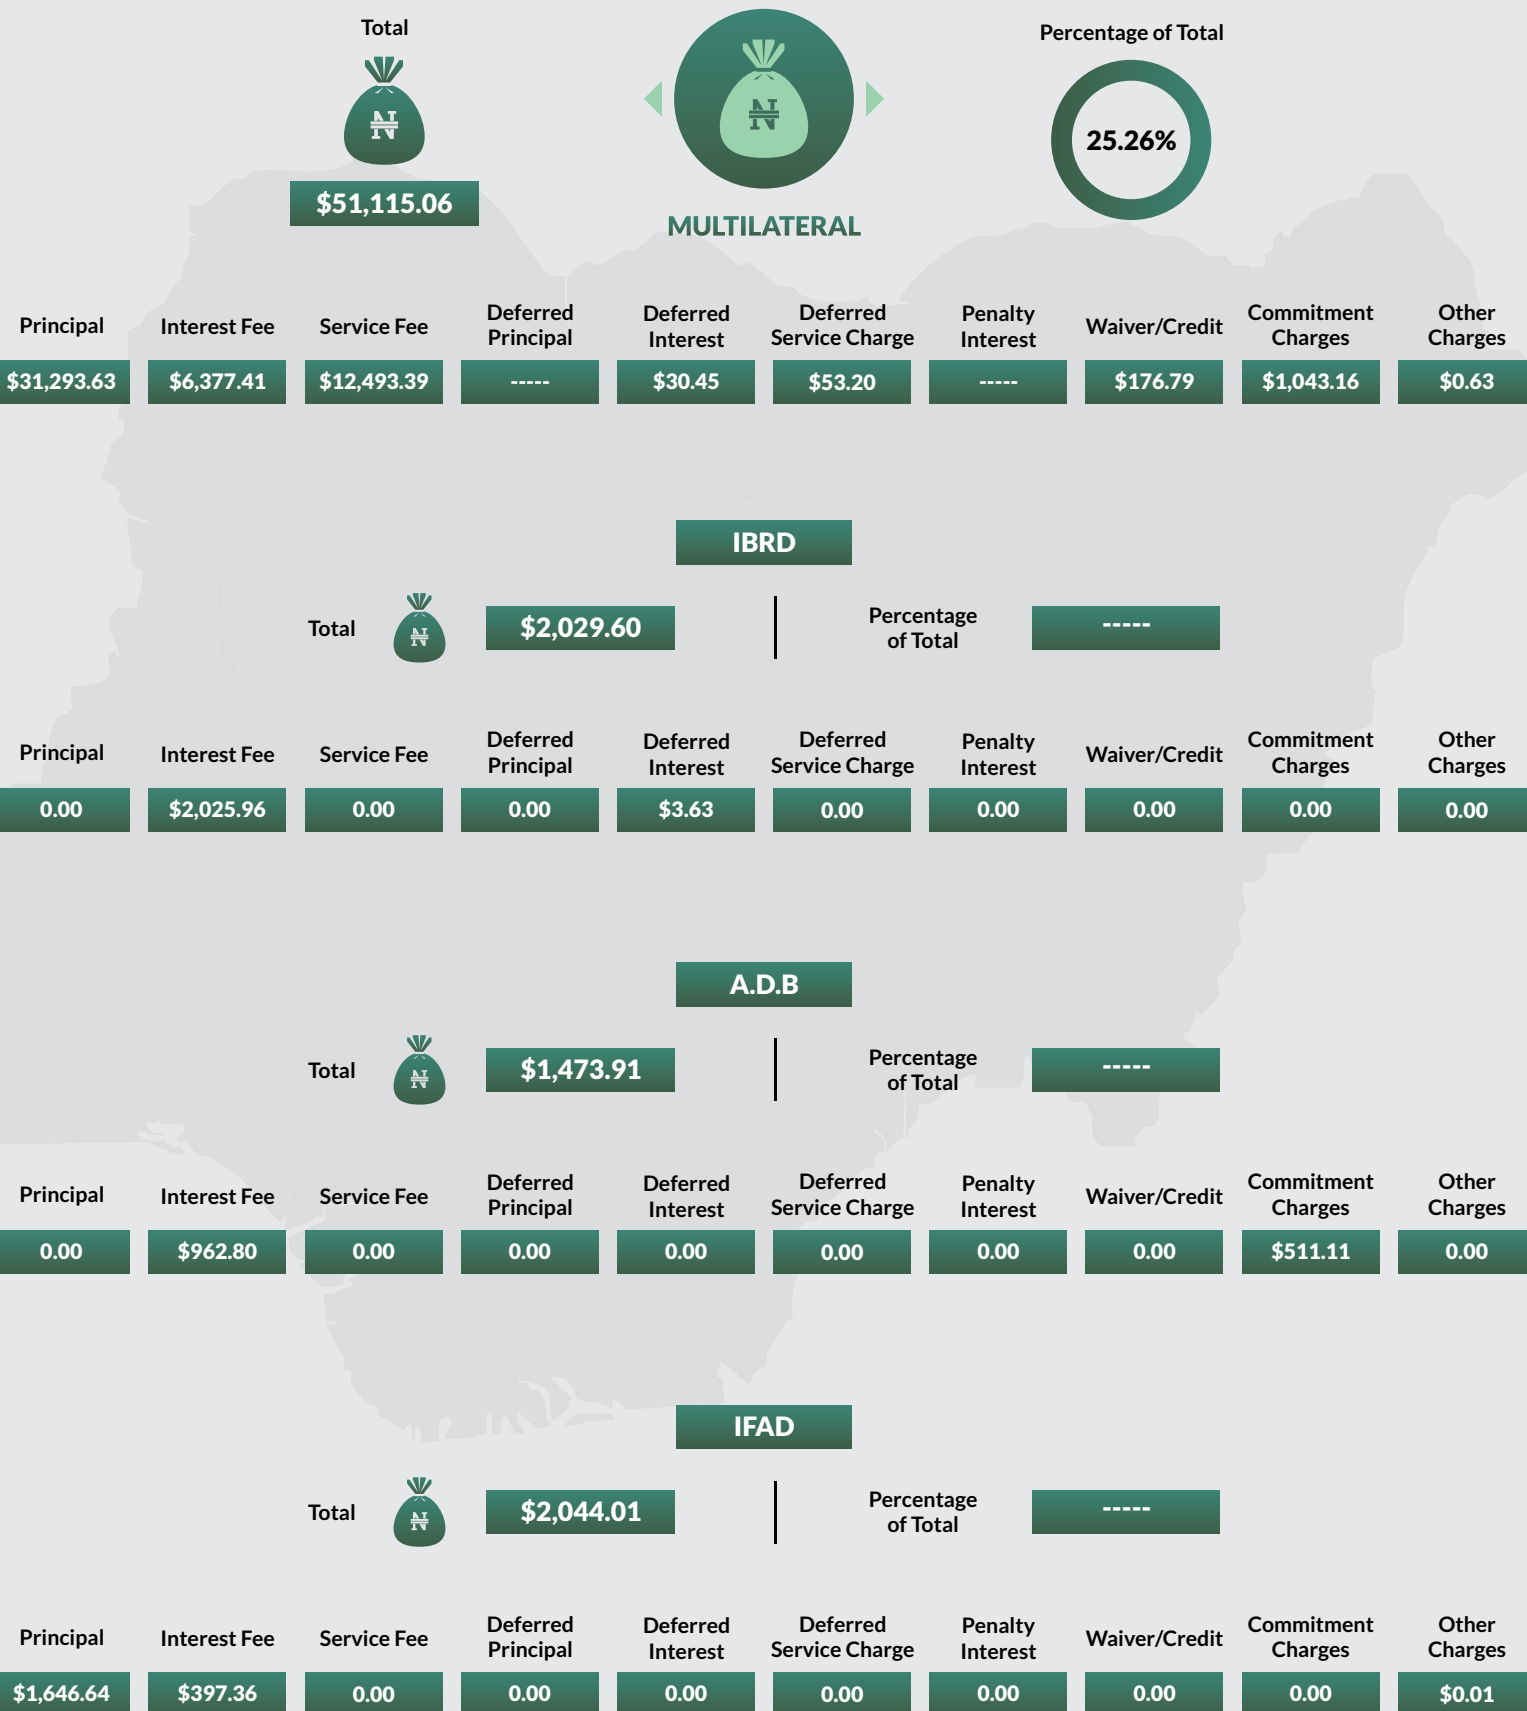 Total
Percentage of Total
₦
₦
25.26%
$51,115.06
MULTILATERAL
Principal
Interest Fee
Service Fee
Deferred
Principal
Deferred
Interest
Deferred
Service Charge
Penalty
Interest
Waiver/Credit
Commitment
Charges
Other
Charges
$31,293.63
$6,377.41
$12,493.39
-----
$30.45
$53.20
-----
$176.79
$1,043.16
$0.63
IBRD
Total
₦
$2,029.60
Percentage
of Total
-----
Principal
Interest Fee
Service Fee
Deferred
Principal
Deferred
Interest
Deferred
Service Charge
Penalty
Interest
Waiver/Credit
Commitment
Charges
Other
Charges
0.00
$2,025.96
0.00
0.00
$3.63
0.00
0.00
0.00
0.00
0.00
A.D.B
Total
₦
$1,473.91
Percentage
of Total
-----
Principal
Interest Fee
Service Fee
Deferred
Principal
Deferred
Interest
Deferred
Service Charge
Penalty
Interest
Waiver/Credit
Commitment
Charges
Other
Charges
0.00
$962.80
0.00
0.00
0.00
0.00
0.00
0.00
$511.11
0.00
IFAD
Total
₦
$2,044.01
Percentage
of Total
-----
Principal
Interest Fee
Service Fee
Deferred
Principal
Deferred
Interest
Deferred
Service Charge
Penalty
Interest
Waiver/Credit
Commitment
Charges
Other
Charges
$1,646.64
$397.36
0.00
0.00
0.00
0.00
0.00
0.00
0.00
$0.01